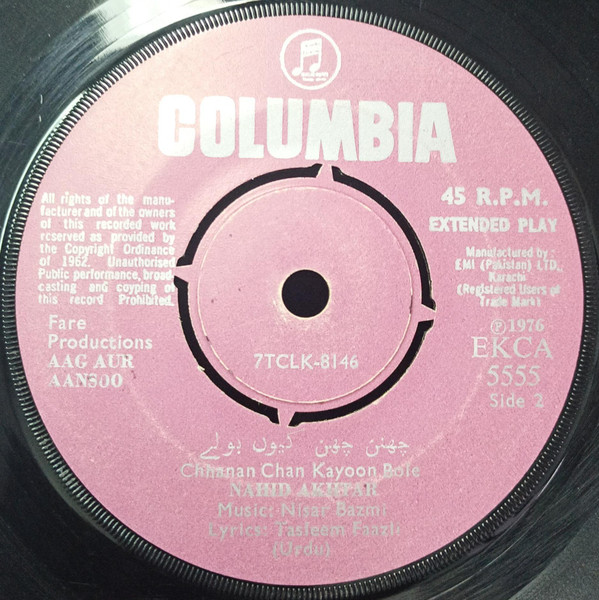 COLUMBIA
All rights of the manu-
facturer and of the owners
of this recorded work
reserved as provided by
the Copyright Ordinance
of 1962. Unauthorised
Public performance, broad-
casting and coyping of
this record Prohibited.
45 R.P.M.
EXTENDED PLAY
Manufactured by
EMI (Pakistan) LTD.
Karachi
(Registered Users of
Trade Mark)
Fare
Productions
AAG AUR
AANSOO
7TCLK-8146
Ⓟ1976
EKCA
5555
Side 2
چھنن چھن کیوں بولے
Chhanan Chan Kayoon Bole
NAHID AKHTAR
Music: Nisar Bazmi
Lyrics: Tasleem Faazli
(Urdu)